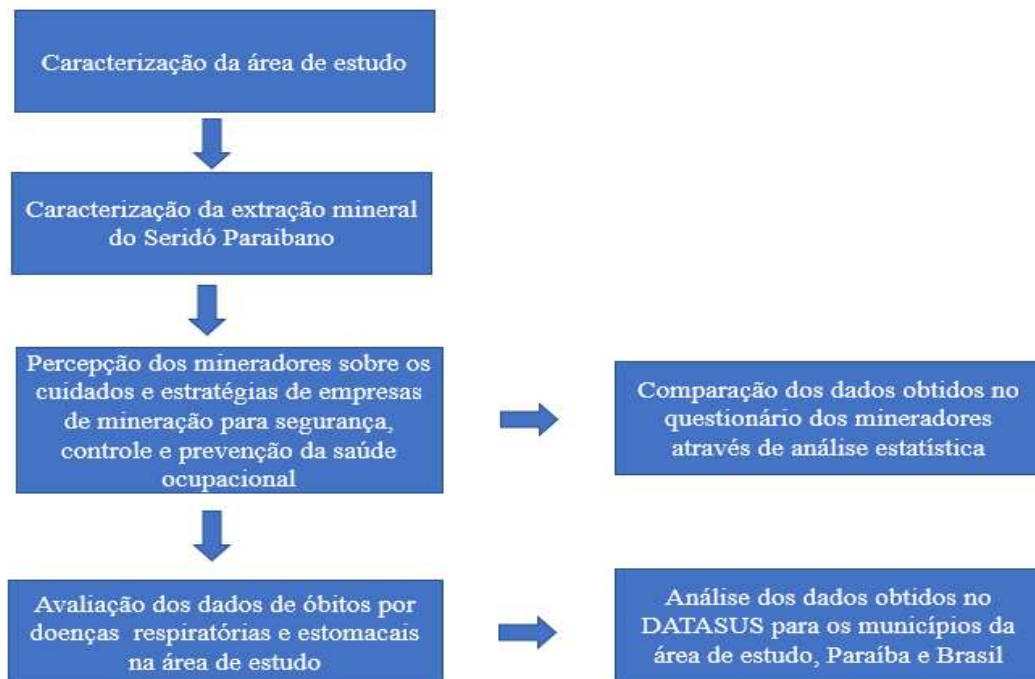 Caracterização da área de estudo
Caracterização da extração mineral
do Seridó Paraibano
Percepção dos mineradores sobre os
cuidados e estratégias de empresas
de mineração para segurança,
controle e prevenção da saúde
ocupacional
Comparação dos dados obtidos no
questionário dos mineradores
através de análise estatística
Avaliação dos dados de óbitos por
doenças respiratórias e estomacais
na área de estudo
Análise dos dados obtidos no
DATASUS para os municípios da
área de estudo, Paraíba e Brasil